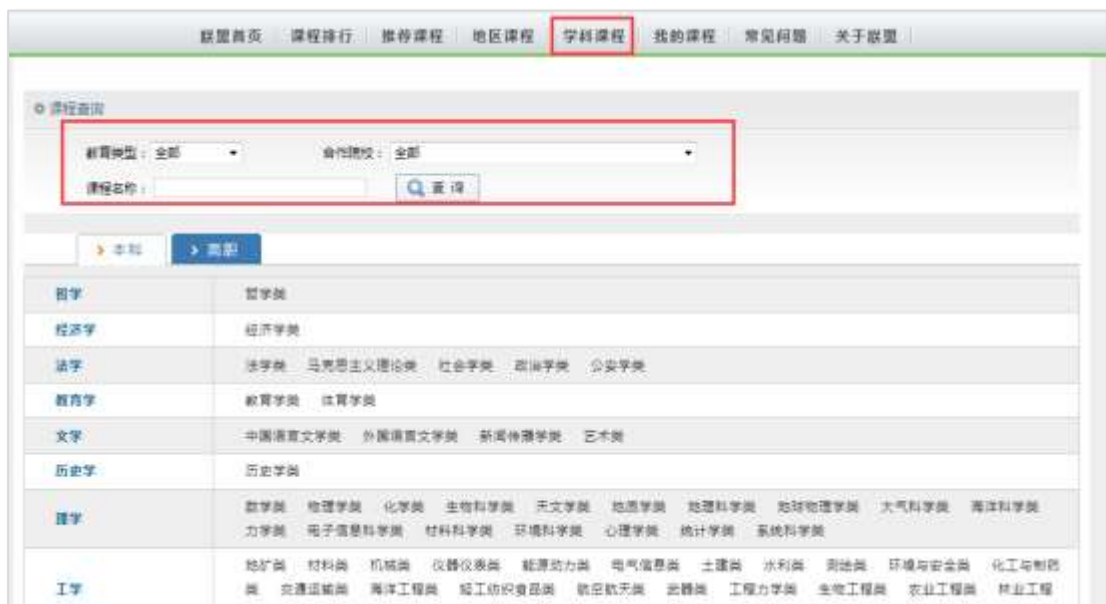 联盟首页 课程排行 推荐课程 地区课程 学科课程 我的课程 常见问题 关于联盟
课程查询
教育类型： 全部 合作院校： 全部
课程名称： 查 询
本科 高职
哲学 哲学类
经济学 经济学类
法学 法学类 马克思主义理论类 社会学类 政治学类 公安学类
教育学 教育学类 体育学类
文学 中国语言文学类 外国语言文学类 新闻传播学类 艺术类
历史学 历史学类
理学 数学类 物理学类 化学类 生物科学类 天文学类 地质学类 地理科学类 地球物理学类 大气科学类 海洋科学类
力学类 电子信息科学类 材料科学类 环境科学类 心理学类 统计学类 系统科学类
工学 地矿类 材料类 机械类 仪器仪表类 能源动力类 电气信息类 土建类 水利类 测绘类 环境与安全类 化工与制药
类 交通运输类 海洋工程类 轻工纺织食品类 航空航天类 武器类 工程力学类 生物工程类 农业工程类 林业工程